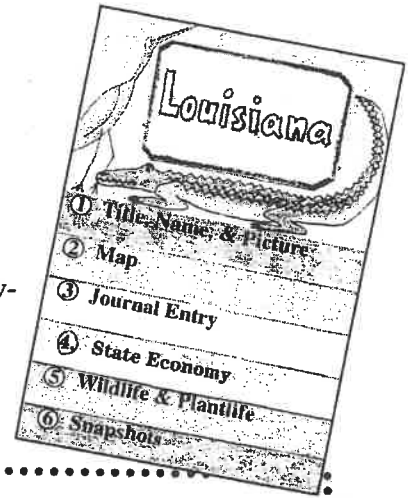 Louisiana
① Title, Name, & Picture
② Map
③ Journal Entry
④ State Economy
⑤ Wildlife & Plantlife
⑥ Snapshots